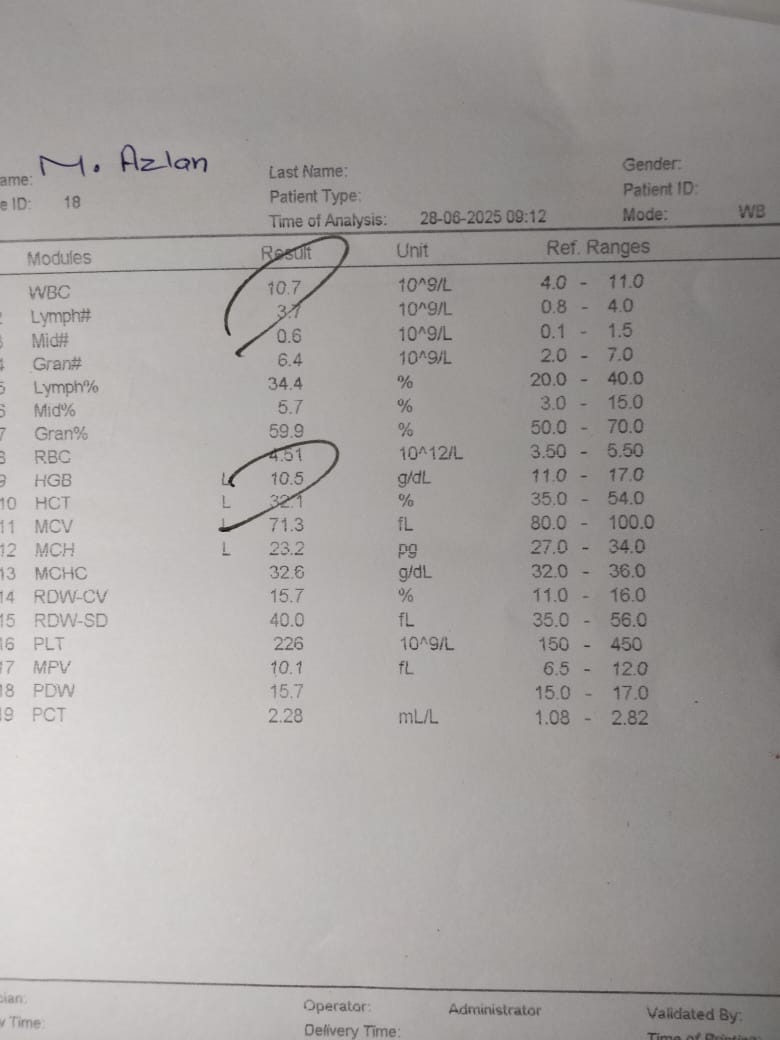 ame: M. Azlan Last Name: Gender:
e ID: 18 Patient Type: Patient ID:
Time of Analysis: 28-06-2025 09:12 Mode: WB
Modules Result Unit Ref. Ranges
WBC 10.7 10^9/L 4.0 - 11.0
Lymph# 3.7 10^9/L 0.8 - 4.0
Mid# 0.6 10^9/L 0.1 - 1.5
Gran# 6.4 10^9/L 2.0 - 7.0
5 Lymph% 34.4 % 20.0 - 40.0
6 Mid% 5.7 % 3.0 - 15.0
7 Gran% 59.9 % 50.0 - 70.0
8 RBC 4.51 10^12/L 3.50 - 5.50
9 HGB L 10.5 g/dL 11.0 - 17.0
10 HCT L 32.1 % 35.0 - 54.0
11 MCV L 71.3 fL 80.0 - 100.0
12 MCH L 23.2 pg 27.0 - 34.0
13 MCHC 32.6 g/dL 32.0 - 36.0
14 RDW-CV 15.7 % 11.0 - 16.0
15 RDW-SD 40.0 fL 35.0 - 56.0
16 PLT 226 10^9/L 150 - 450
17 MPV 10.1 fL 6.5 - 12.0
18 PDW 15.7 15.0 - 17.0
19 PCT 2.28 mL/L 1.08 - 2.82
cian: Operator: Administrator Validated By:
v Time: Delivery Time: Time of Printing: